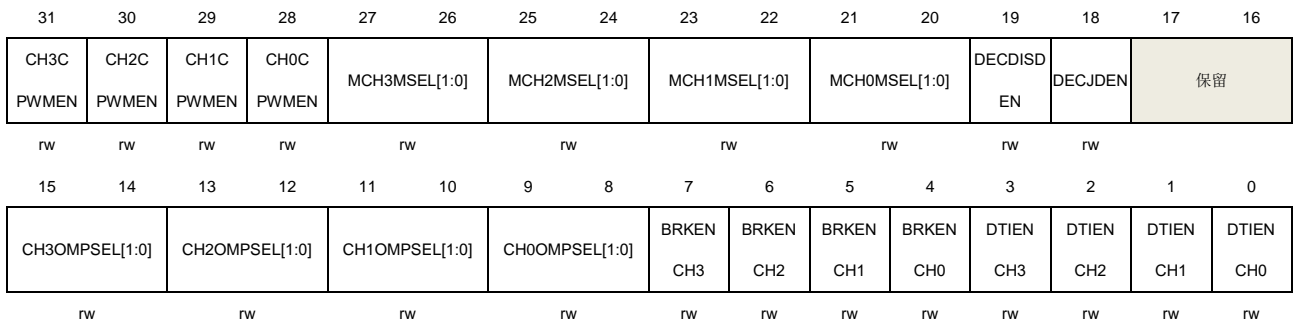 31 30 29 28 27 26 25 24 23 22 21 20 19 18 17 16
CH3C CH2C CH1C CH0C MCH3MSEL[1:0] MCH2MSEL[1:0] MCH1MSEL[1:0] MCH0MSEL[1:0] DECDISD DECJDEN 保留
PWMEN PWMEN PWMEN PWMEN EN
rw rw rw rw rw rw rw rw rw rw
15 14 13 12 11 10 9 8 7 6 5 4 3 2 1 0
CH3OMPSEL[1:0] CH2OMPSEL[1:0] CH1OMPSEL[1:0] CH0OMPSEL[1:0] BRKEN BRKEN BRKEN BRKEN DTIEN DTIEN DTIEN DTIEN
CH3 CH2 CH1 CH0 CH3 CH2 CH1 CH0
rw rw rw rw rw rw rw rw rw rw rw rw